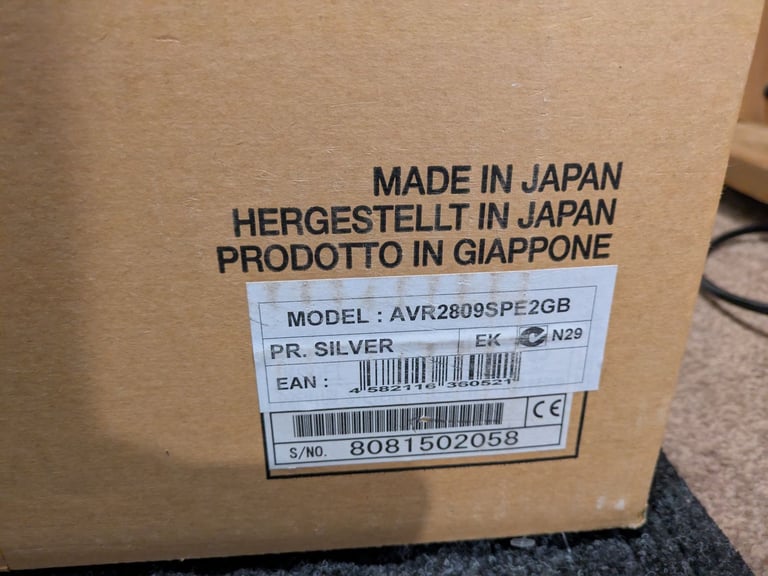 MADE IN JAPAN
HERGESTELLT IN JAPAN
PRODOTTO IN GIAPPONE
MODEL : AVR2809SPE2GB
PR. SILVER EK N29
EAN :
4 582116 360521
CE
S/NO. 8081502058